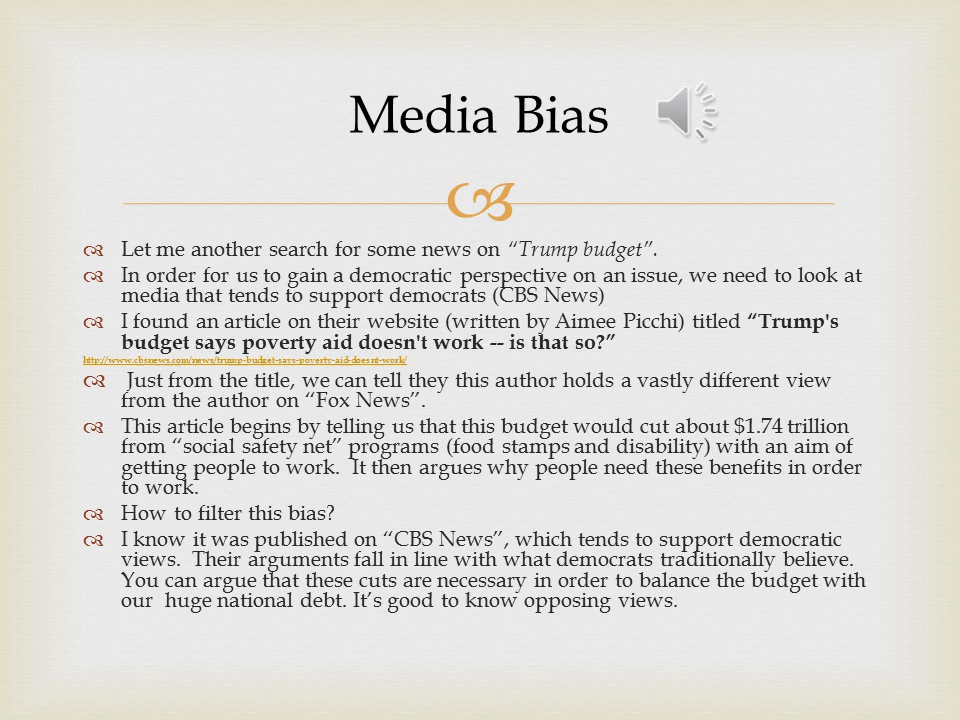 Media Bias
Let me another search for some news on “Trump budget”.
In order for us to gain a democratic perspective on an issue, we need to look at
media that tends to support democrats (CBS News)
I found an article on their website (written by Aimee Picchi) titled “Trump's
budget says poverty aid doesn't work -- is that so?”
http://www.cbsnews.com/news/trump-budget-says-poverty-aid-doesnt-work/
Just from the title, we can tell they this author holds a vastly different view
from the author on “Fox News”.
This article begins by telling us that this budget would cut about $1.74 trillion
from “social safety net” programs (food stamps and disability) with an aim of
getting people to work. It then argues why people need these benefits in order
to work.
How to filter this bias?
I know it was published on “CBS News”, which tends to support democratic
views. Their arguments fall in line with what democrats traditionally believe.
You can argue that these cuts are necessary in order to balance the budget with
our huge national debt. It’s good to know opposing views.